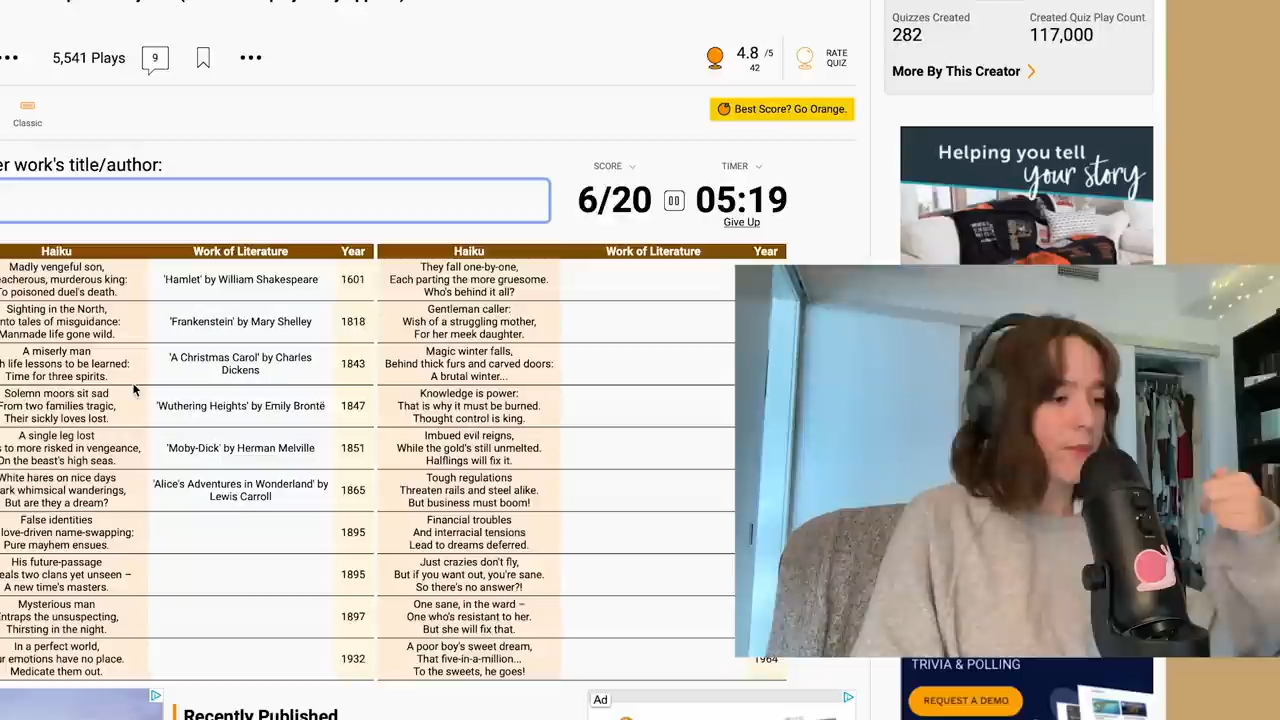 Quizzes Created
Created Quiz Play Count
282
117,000
More By This Creator
5,541 Plays
9
4.8 /5
42
RATE
QUIZ
Classic
Best Score? Go Orange.
work's title/author:
SCORE
TIMER
6/20
05:19
Give Up
Haiku
Work of Literature
Year
Madly vengeful son,
murderous king:
poisoned duel's death.
'Hamlet' by William Shakespeare
1601
Sighting in the North,
tales of misguidance:
Manmade life gone wild.
'Frankenstein' by Mary Shelley
1818
A miserly man
life lessons to be learned:
Time for three spirits.
'A Christmas Carol' by Charles
Dickens
1843
Solemn moors sit sad
From two families tragic,
Their sickly loves lost.
'Wuthering Heights' by Emily Brontë
1847
A single leg lost
to more risked in vengeance,
On the beast's high seas.
'Moby-Dick' by Herman Melville
1851
White hares on nice days
whimsical wanderings,
But are they a dream?
'Alice's Adventures in Wonderland' by
Lewis Carroll
1865
False identities
love-driven name-swapping:
Pure mayhem ensues.
1895
His future-passage
two clans yet unseen –
A new time's masters.
1895
Mysterious man
Entraps the unsuspecting,
Thirsting in the night.
1897
In a perfect world,
emotions have no place.
Medicate them out.
1932
Haiku
Work of Literature
Year
They fall one-by-one,
Each parting the more gruesome.
Who's behind it all?
Gentleman caller:
Wish of a struggling mother,
For her meek daughter.
Magic winter falls,
Behind thick furs and carved doors:
A brutal winter...
Knowledge is power:
That is why it must be burned.
Thought control is king.
Imbued evil reigns,
While the gold's still unmelted.
Halflings will fix it.
Tough regulations
Threaten rails and steel alike.
But business must boom!
Financial troubles
And interracial tensions
Lead to dreams deferred.
Just crazies don't fly,
But if you want out, you're sane.
So there's no answer?!
One sane, in the ward –
One who's resistant to her.
But she will fix that.
A poor boy's sweet dream,
That five-in-a-million...
To the sweets, he goes!
1964
Helping you tell
your story
TRIVIA & POLLING
REQUEST A DEMO
Recently Published
Ad